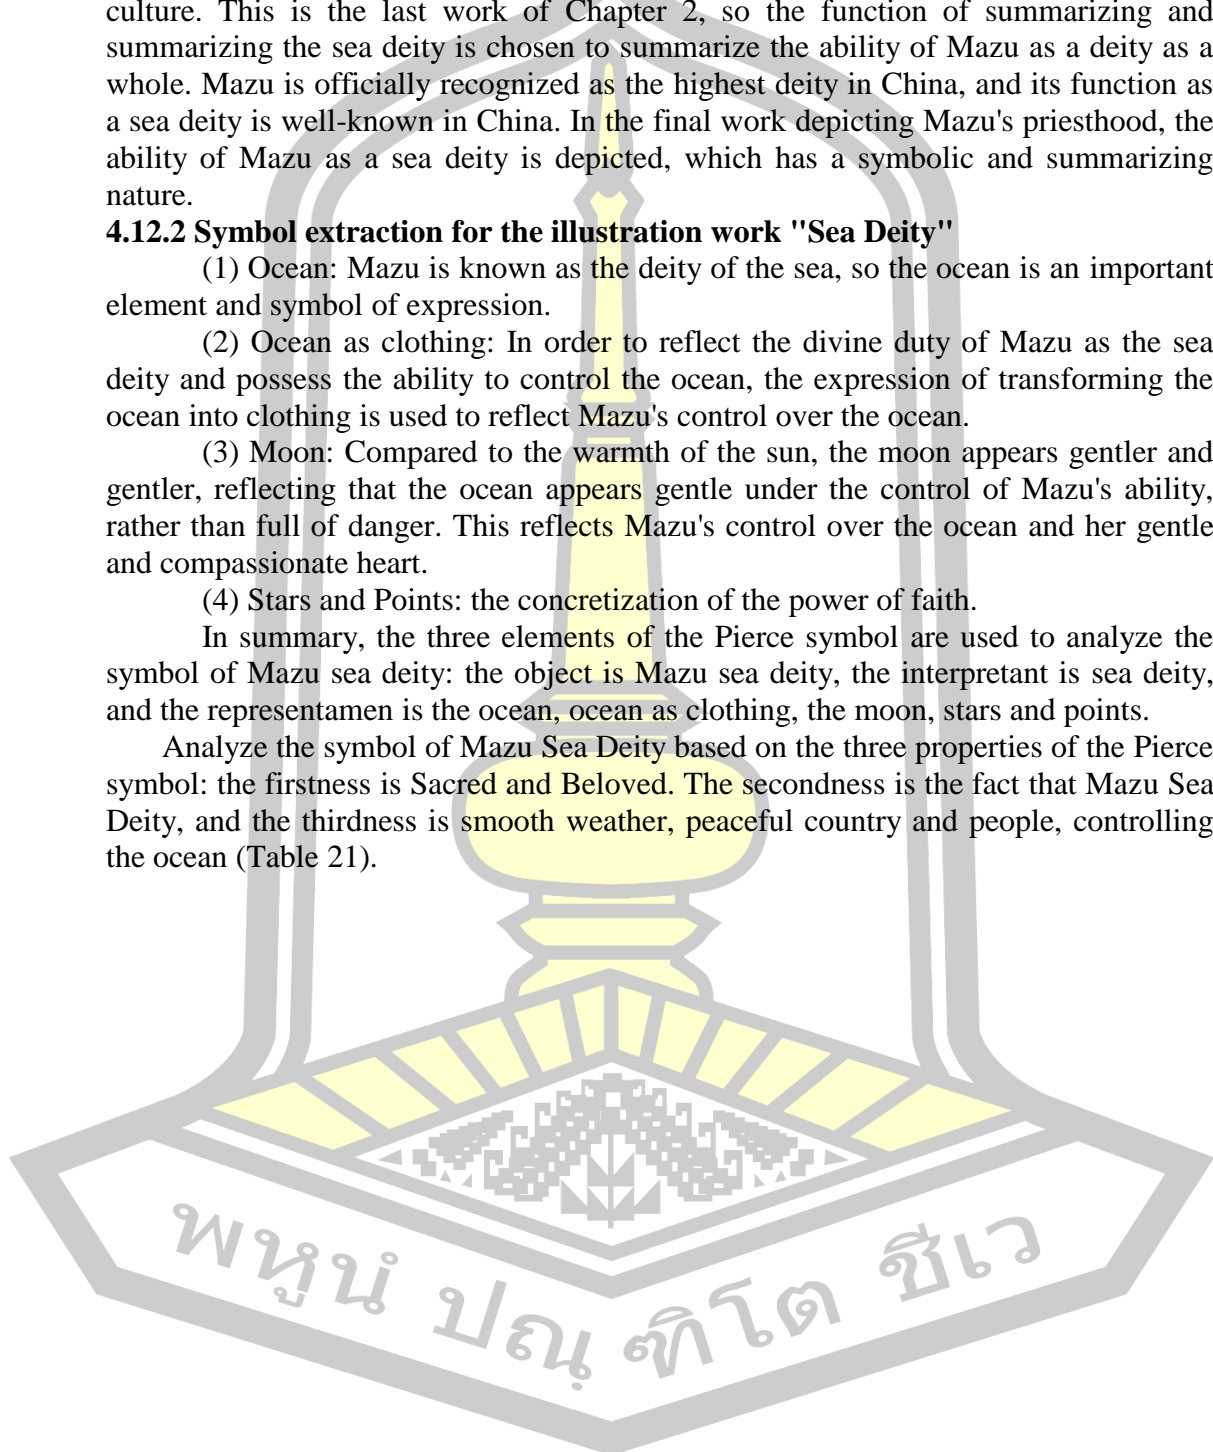 culture. This is the last work of Chapter 2, so the function of summarizing and
summarizing the sea deity is chosen to summarize the ability of Mazu as a deity as a
whole. Mazu is officially recognized as the highest deity in China, and its function as
a sea deity is well-known in China. In the final work depicting Mazu's priesthood, the
ability of Mazu as a sea deity is depicted, which has a symbolic and summarizing
nature.
4.12.2 Symbol extraction for the illustration work "Sea Deity"
(1) Ocean: Mazu is known as the deity of the sea, so the ocean is an important
element and symbol of expression.
(2) Ocean as clothing: In order to reflect the divine duty of Mazu as the sea
deity and possess the ability to control the ocean, the expression of transforming the
ocean into clothing is used to reflect Mazu's control over the ocean.
(3) Moon: Compared to the warmth of the sun, the moon appears gentler and
gentler, reflecting that the ocean appears gentle under the control of Mazu's ability,
rather than full of danger. This reflects Mazu's control over the ocean and her gentle
and compassionate heart.
(4) Stars and Points: the concretization of the power of faith.
In summary, the three elements of the Pierce symbol are used to analyze the
symbol of Mazu sea deity: the object is Mazu sea deity, the interpretant is sea deity,
and the representamen is the ocean, ocean as clothing, the moon, stars and points.
Analyze the symbol of Mazu Sea Deity based on the three properties of the Pierce
symbol: the firstness is Sacred and Beloved. The secondness is the fact that Mazu Sea
Deity, and the thirdness is smooth weather, peaceful country and people, controlling
the ocean (Table 21).
พหูนํ ปณฺฑิโต ชีเว